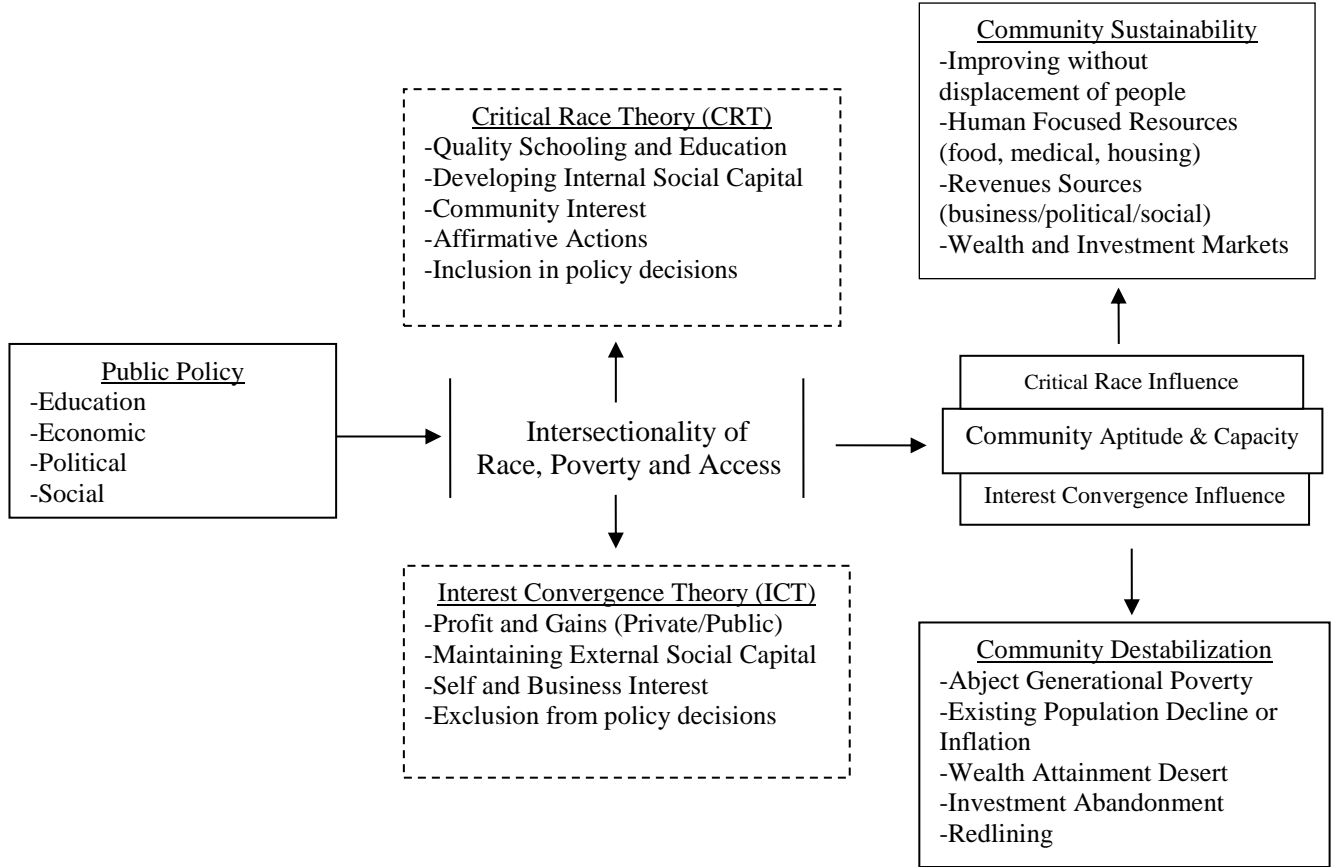 Public Policy
-Education
-Economic
-Political
-Social
Critical Race Theory (CRT)
-Quality Schooling and Education
-Developing Internal Social Capital
-Community Interest
-Affirmative Actions
-Inclusion in policy decisions
Intersectionality of
Race, Poverty and Access
Interest Convergence Theory (ICT)
-Profit and Gains (Private/Public)
-Maintaining External Social Capital
-Self and Business Interest
-Exclusion from policy decisions
Community Sustainability
-Improving without
displacement of people
-Human Focused Resources
(food, medical, housing)
-Revenues Sources
(business/political/social)
-Wealth and Investment Markets
Critical Race Influence
Community Aptitude & Capacity
Interest Convergence Influence
Community Destabilization
-Abject Generational Poverty
-Existing Population Decline or
Inflation
-Wealth Attainment Desert
-Investment Abandonment
-Redlining